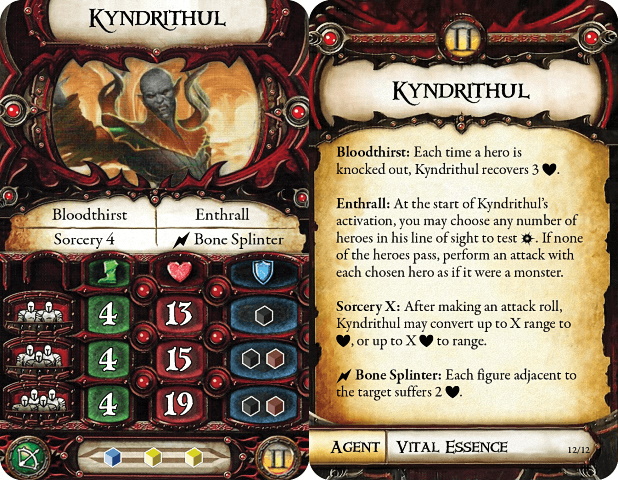 KYNDRITHUL
Bloodthirst
Enthrall
Sorcery 4
Bone Splinter
4 13
4 15
4 19
II
II
KYNDRITHUL
Bloodthirst: Each time a hero is
knocked out, Kyndrithul recovers 3 ♥.
Enthrall: At the start of Kyndrithul's
activation, you may choose any number of
heroes in his line of sight to test . If none
of the heroes pass, perform an attack with
each chosen hero as if it were a monster.
Sorcery X: After making an attack roll,
Kyndrithul may convert up to X range to
♥, or up to X ♥ to range.
Bone Splinter: Each figure adjacent to
the target suffers 2 ♥.
AGENT VITAL ESSENCE 12/12